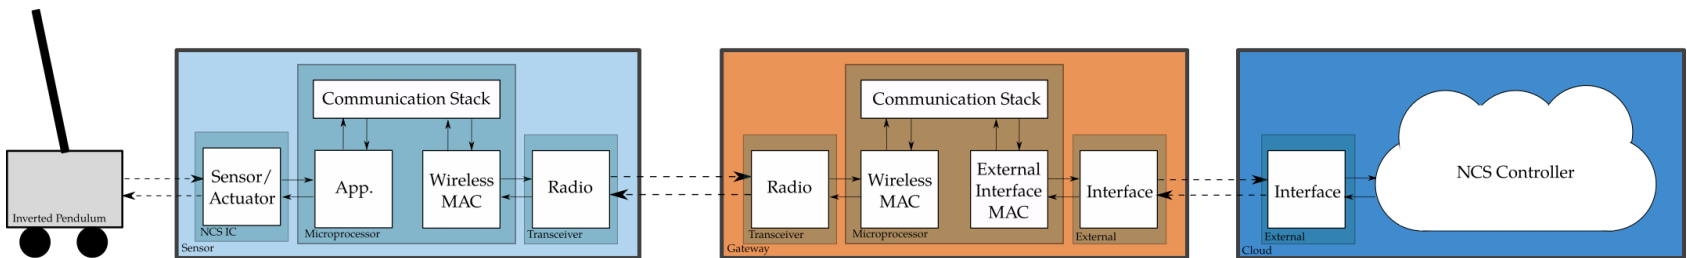 Inverted Pendulum
Sensor/
Actuator
NCS IC
Communication Stack
App.
Wireless
MAC
Microprocessor
Radio
Transceiver
Sensor
Radio
Transceiver
Communication Stack
Wireless
MAC
External
Interface
MAC
Microprocessor
Interface
External
Gateway
Interface
External
NCS Controller
Cloud